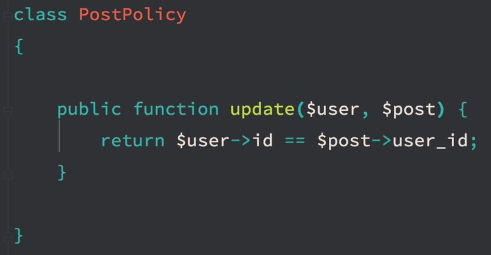 class PostPolicy
{
public function update($user, $post) {
return $user->id == $post->user_id;
}
}